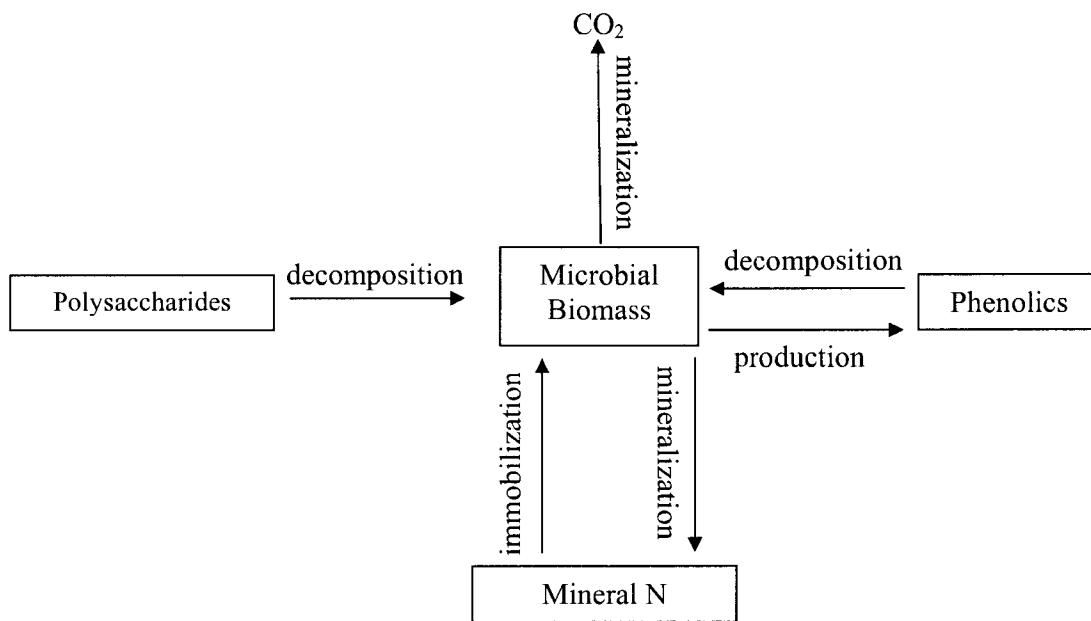 CO₂
mineralization
decomposition
Polysaccharides
Microbial
Biomass
decomposition
Phenolics
production
immobilization
mineralization
Mineral N